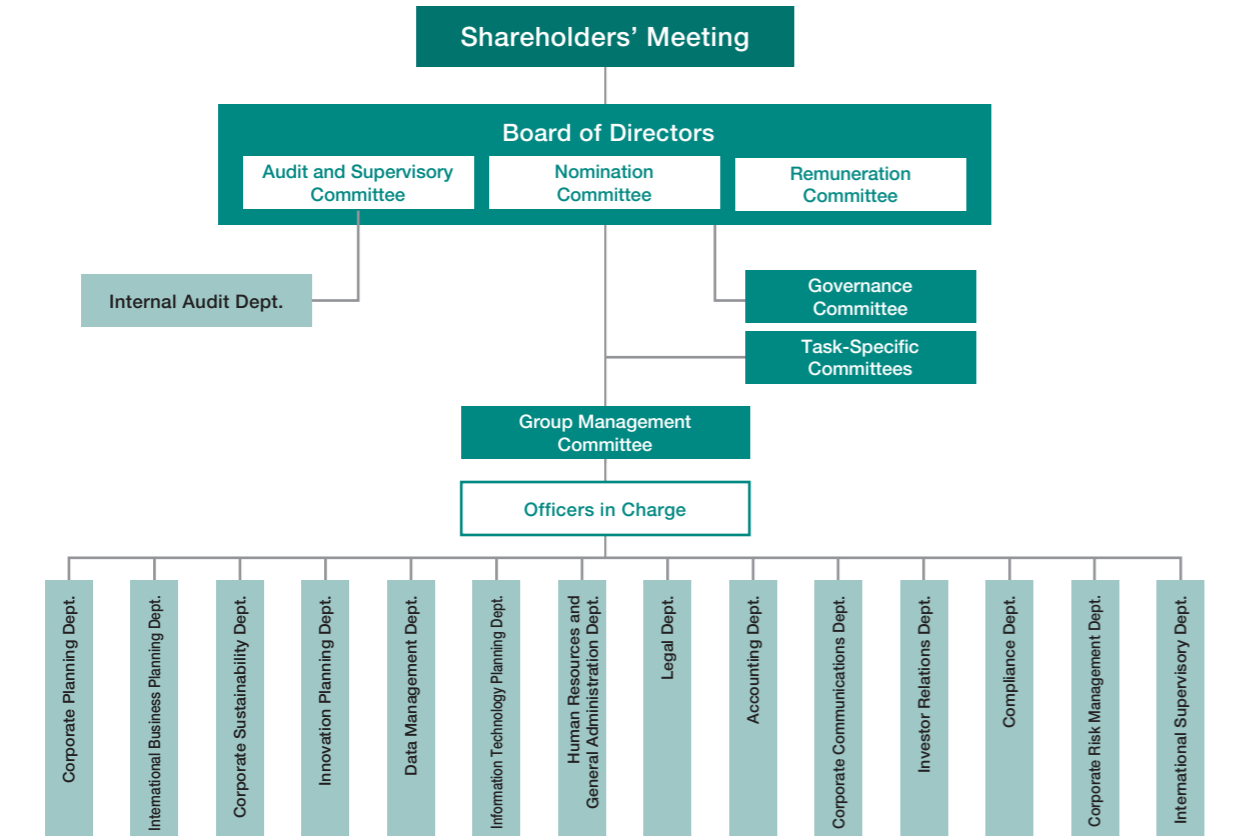 Shareholders’ Meeting
Board of Directors
Audit and Supervisory
Committee
Nomination
Committee
Remuneration
Committee
Internal Audit Dept.
Governance
Committee
Task-Specific
Committees
Group Management
Committee
Officers in Charge
Corporate Planning Dept.
International Business Planning Dept.
Corporate Sustainability Dept.
Innovation Planning Dept.
Data Management Dept.
Information Technology Planning Dept.
Human Resources and
General Administration Dept.
Legal Dept.
Accounting Dept.
Corporate Communications Dept.
Investor Relations Dept.
Compliance Dept.
Corporate Risk Management Dept.
International Supervisory Dept.